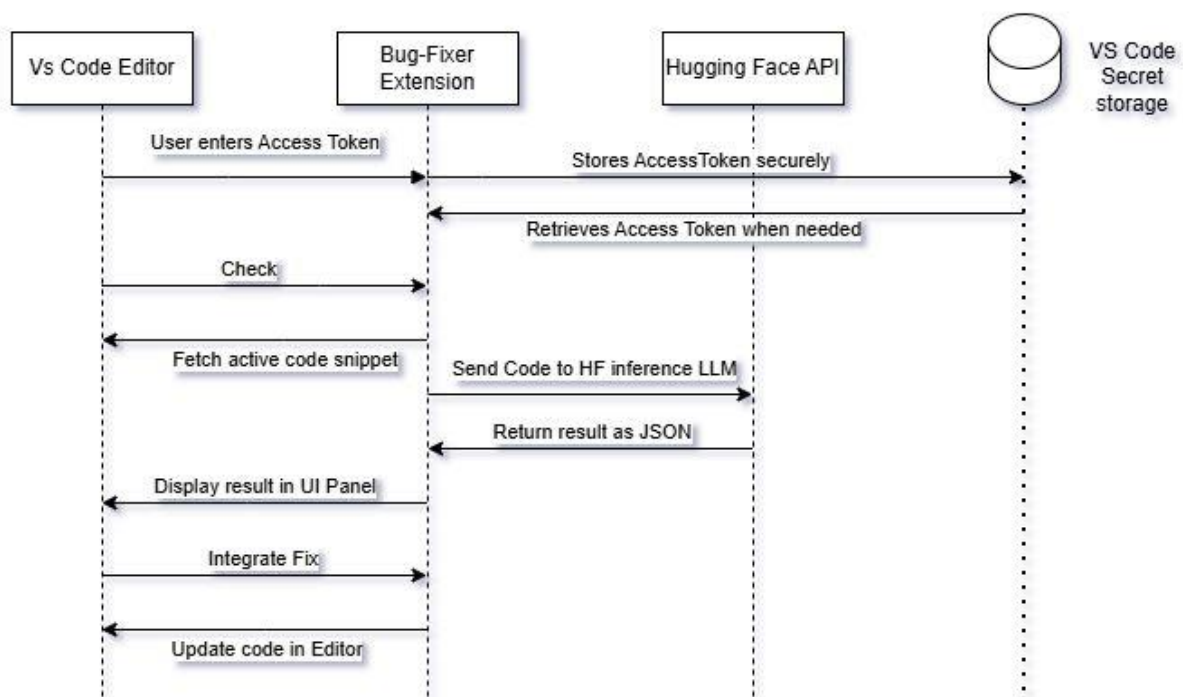 Vs Code Editor
Bug-Fixer
Extension
Hugging Face API
VS Code
Secret
storage
User enters Access Token
Stores AccessToken securely
Retrieves Access Token when needed
Check
Fetch active code snippet
Send Code to HF inference LLM
Return result as JSON
Display result in UI Panel
Integrate Fix
Update code in Editor